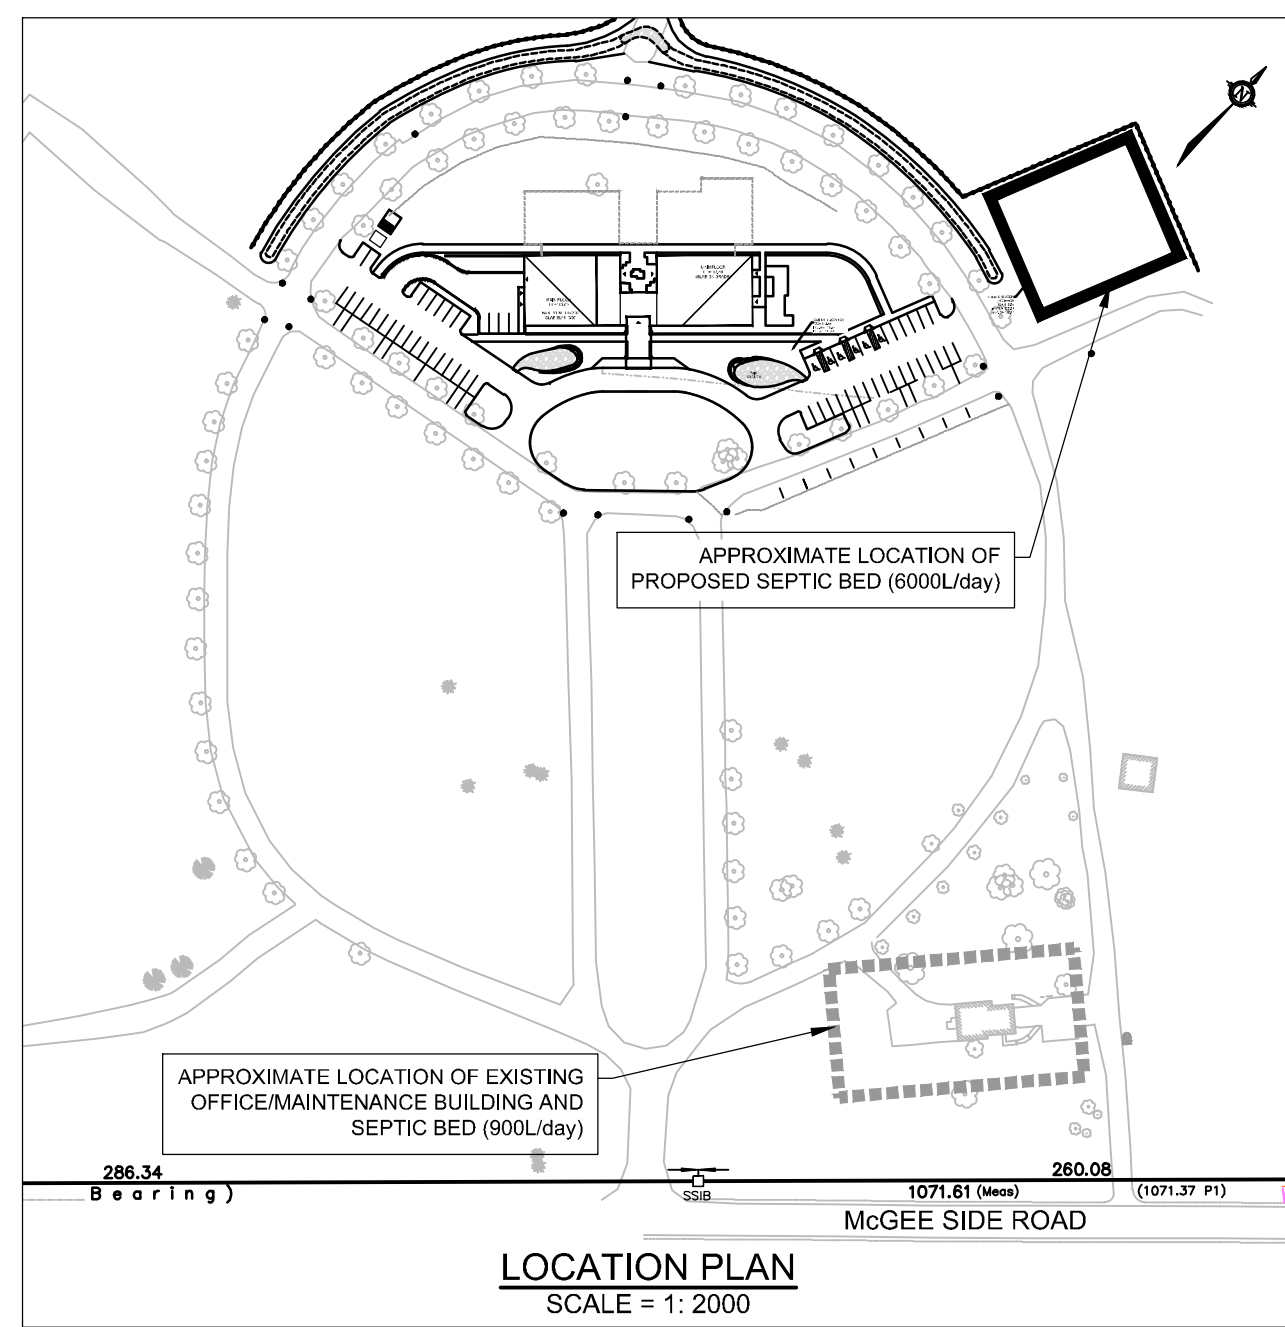 N
APPROXIMATE LOCATION OF
PROPOSED SEPTIC BED (6000L/day)
APPROXIMATE LOCATION OF EXISTING
OFFICE/MAINTENANCE BUILDING AND
SEPTIC BED (900L/day)
286.34
Bearing)
SSIB
260.08
1071.61 (Meas)
(1071.37 P1)
McGEE SIDE ROAD
LOCATION PLAN
SCALE = 1: 2000